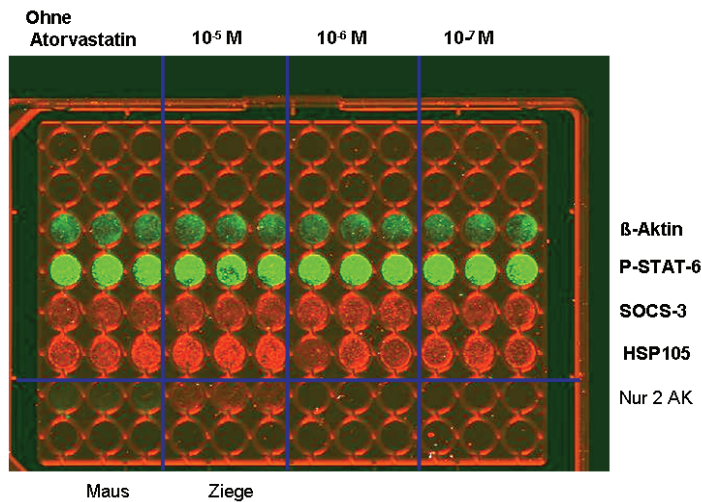 Ohne
Atorvastatin 10-5 M 10-6 M 10-7 M
ß-Aktin
P-STAT-6
SOCS-3
HSP105
Nur 2 AK
Maus Ziege